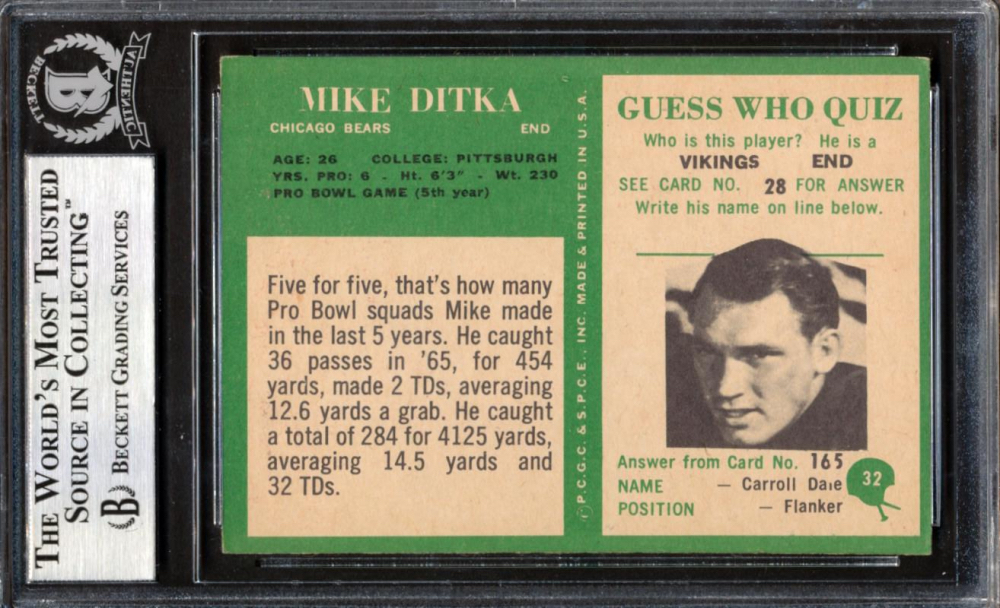 BECKETT
AUTHENTIC
B
THE WORLD'S MOST TRUSTED
SOURCE IN COLLECTING™
B BECKETT GRADING SERVICES
MIKE DITKA
CHICAGO BEARS END
AGE: 26 COLLEGE: PITTSBURGH
YRS. PRO: 6 - Ht. 6'3" - Wt. 230
PRO BOWL GAME (5th year)
Five for five, that's how many
Pro Bowl squads Mike made
in the last 5 years. He caught
36 passes in '65, for 454
yards, made 2 TDs, averaging
12.6 yards a grab. He caught
a total of 284 for 4125 yards,
averaging 14.5 yards and
32 TDs.
©P.C.G.C. & S.P.C.E., INC. MADE & PRINTED IN U.S.A.
GUESS WHO QUIZ
Who is this player? He is a
VIKINGS END
SEE CARD NO. 28 FOR ANSWER
Write his name on line below.
Answer from Card No. 165
NAME — Carroll Dale
POSITION — Flanker
32